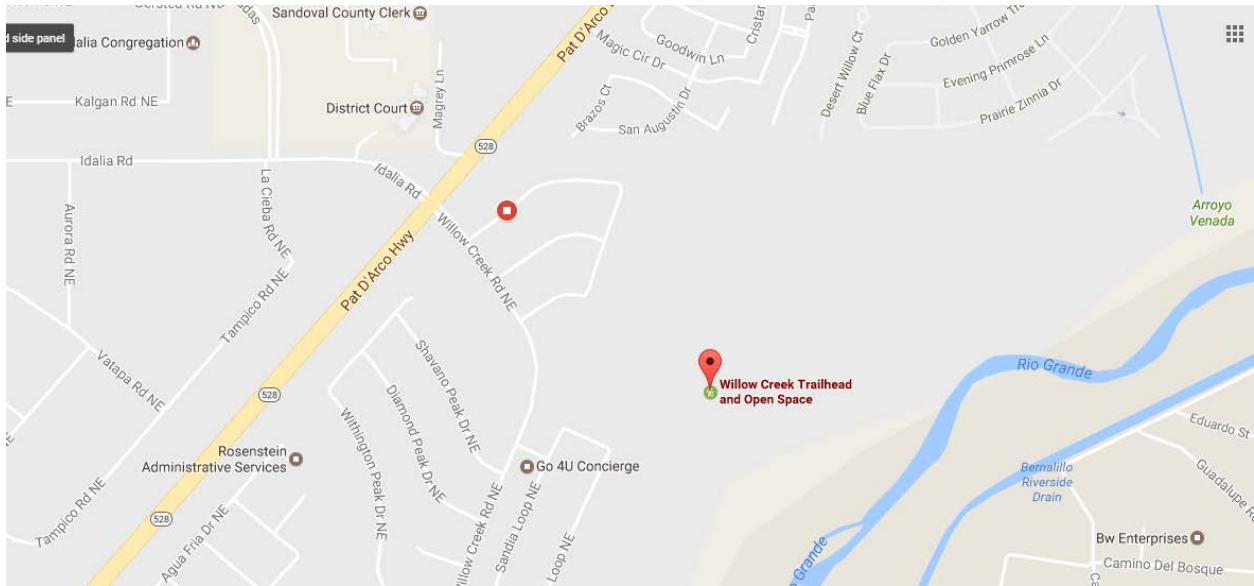 Sandoval County Clerk
d side panel
dalia Congregation
Kalgan Rd NE
District Court
Magrey Ln
Pat D'Arco
Magic Cir Dr
Goodwin Ln
Cristan
Pa
Desert Willow Ct
Blue Flax Dr
Golden Yarrow Tr
Evening Primrose Ln
Prairie Zinnia Dr
Brazos Ct
San Augustin Dr
E
528
Idalia Rd
Idalia Rd
La Cieba Rd NE
Aurora Rd NE
Willow Creek Rd NE
Pat D'Arco Hwy
Arroyo
Venada
Tampico Rd NE
Vatapa Rd NE
Shavano Peak Dr NE
Diamond Peak Dr NE
Withington Peak Dr NE
528
Willow Creek Trailhead
and Open Space
Rio Grande
Eduardo St
Guadalupe R
Rosenstein
Administrative Services
Go 4U Concierge
Bernalillo
Riverside
Drain
Tampico Rd NE
528
Agua Fria Dr NE
Willow Creek Rd NE
Sandia Loop NE
Loop NE
Grande
Bw Enterprises
Camino Del Bosque
Ca